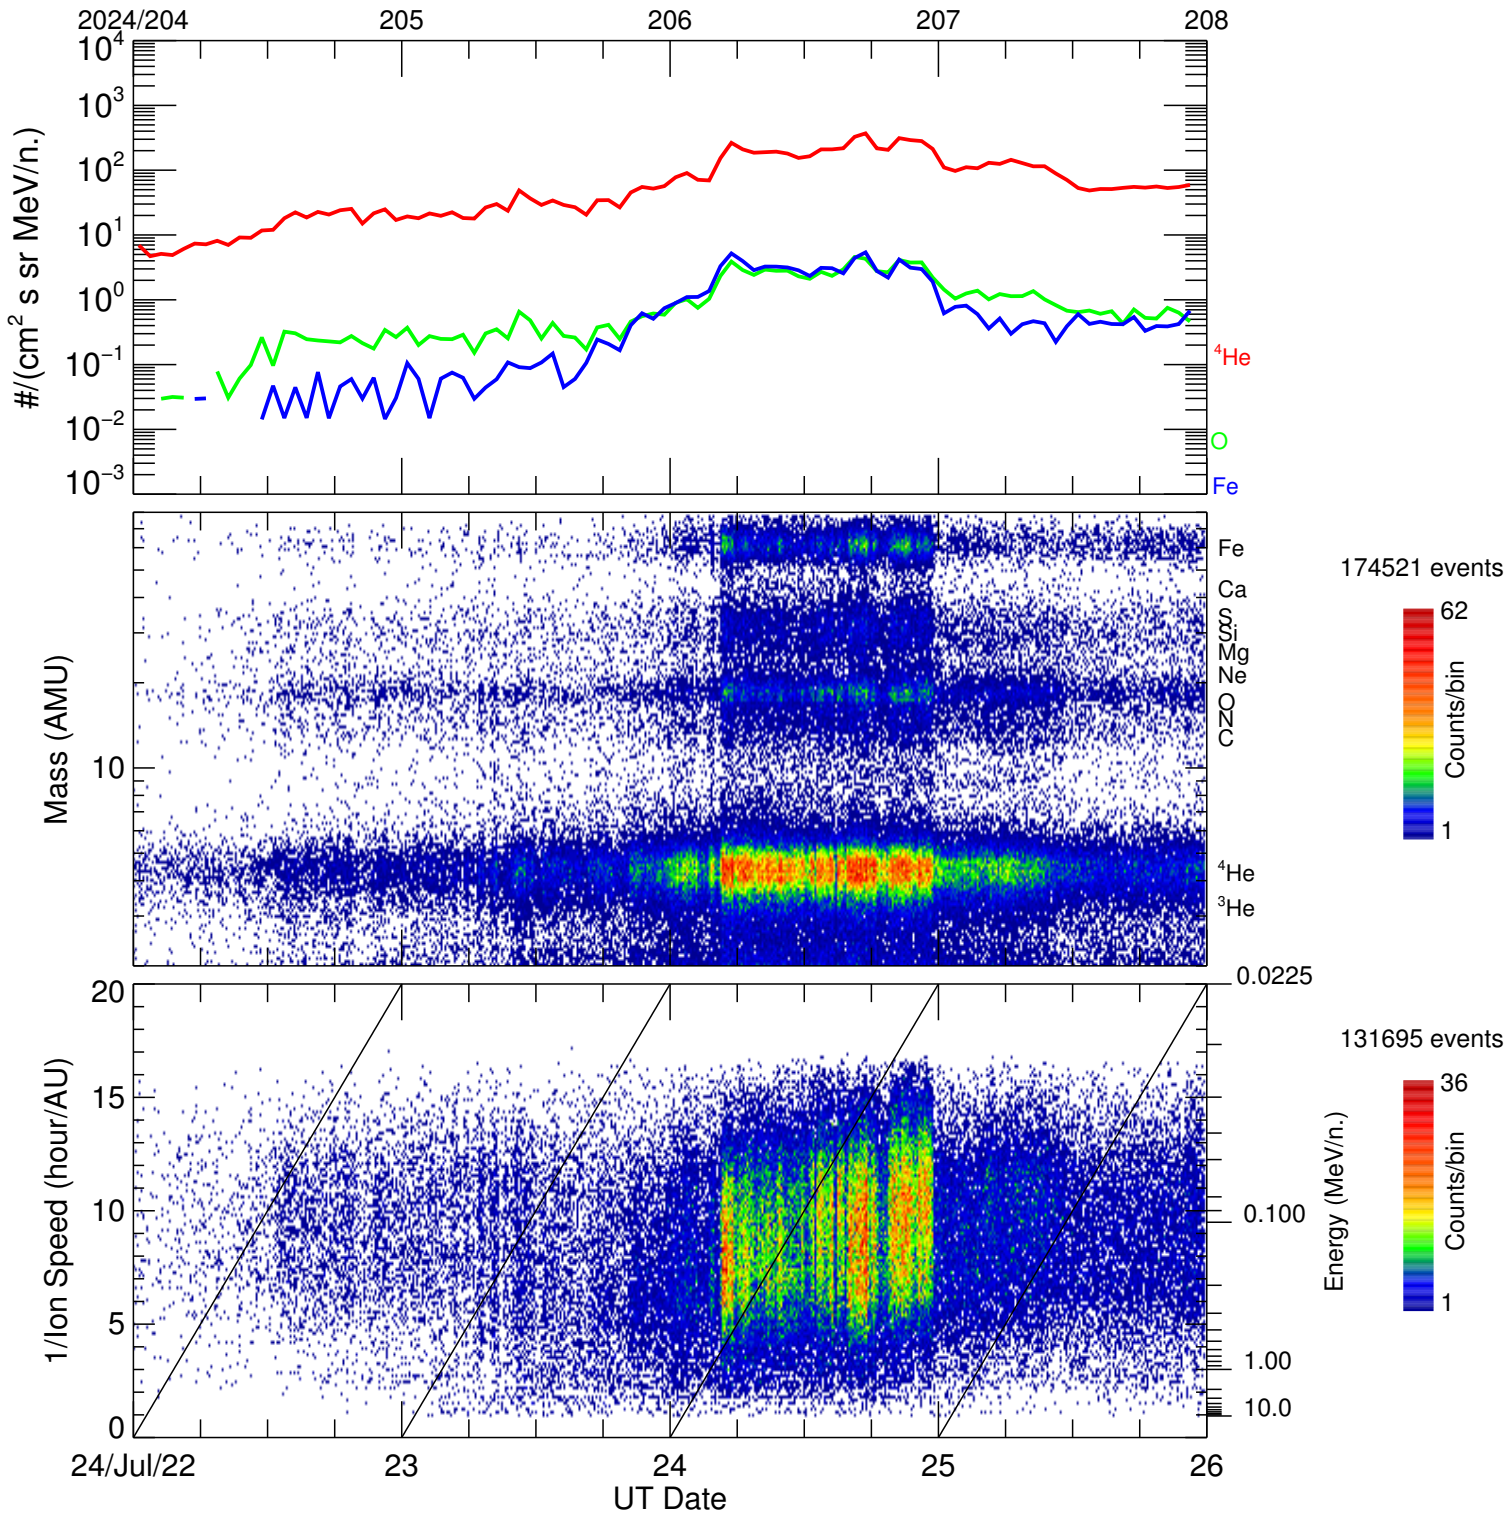 2024/204 205 206 207 208
10^4
10^3
10^2
10^1
10^0
10^−1
10^−2
10^−3
#/(cm^2 s sr MeV/n.)
^4He
O
Fe
Mass (AMU)
10
Fe
Ca
S
Si
Mg
Ne
O
N
C
^4He
^3He
174521 events
62
Counts/bin
1
1/Ion Speed (hour/AU)
20
15
10
5
0
0.0225
0.100
1.00
10.0
Energy (MeV/n.)
131695 events
36
Counts/bin
1
24/Jul/22 23 24 25 26
UT Date